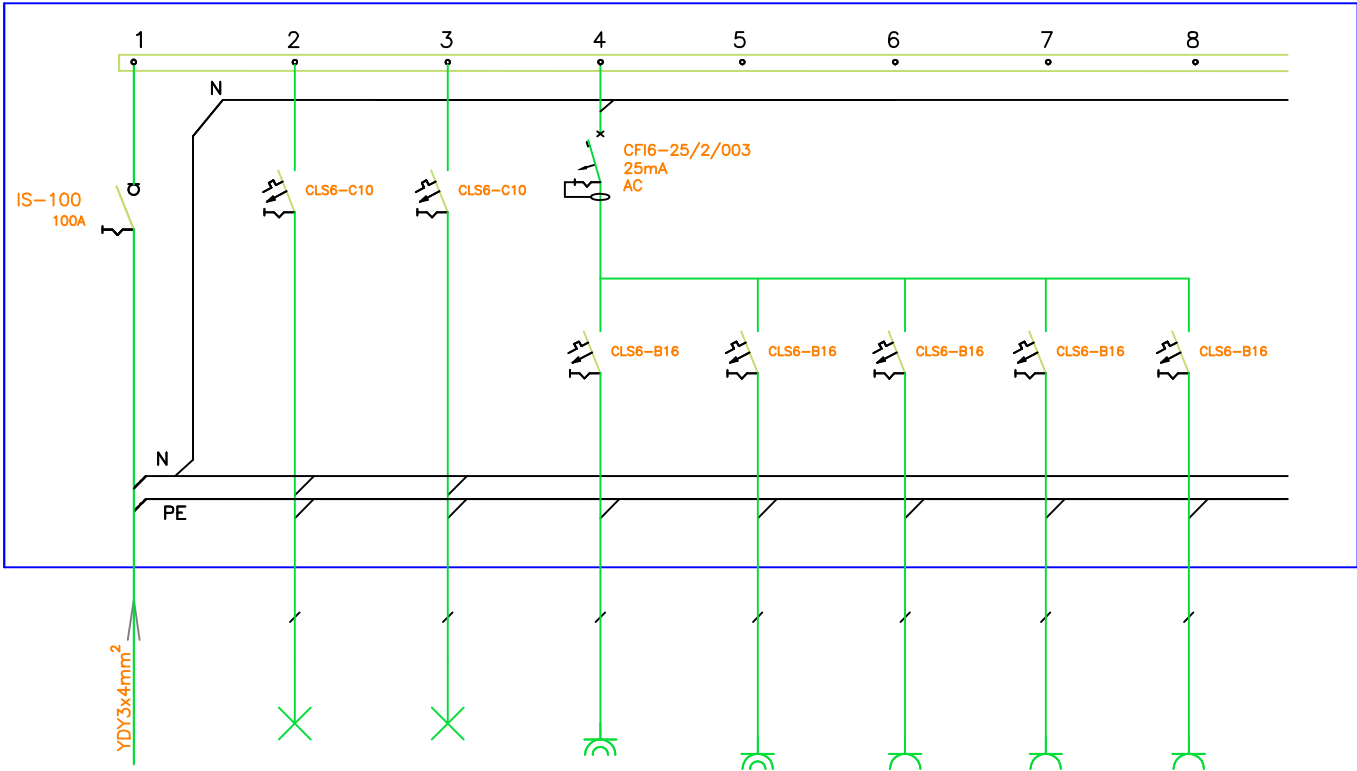 1 2 3 4 5 6 7 8
N
CFI6-25/2/003
25mA
AC
IS-100
100A
CLS6-C10
CLS6-C10
CLS6-B16
CLS6-B16
CLS6-B16
CLS6-B16
CLS6-B16
N
PE
YDY3x4mm²